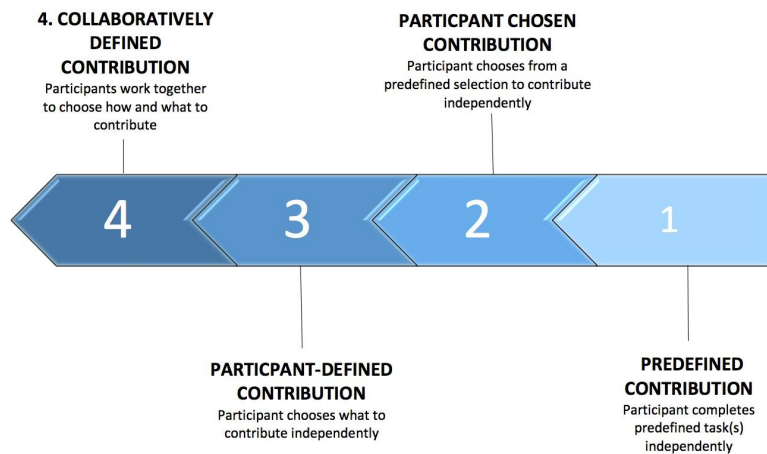 4. COLLABORATIVELY
DEFINED
CONTRIBUTION
Participants work together
to choose how and what to
contribute
PARTICPANT CHOSEN
CONTRIBUTION
Participant chooses from a
predefined selection to contribute
independently
4
3
2
1
PARTICPANT-DEFINED
CONTRIBUTION
Participant chooses what to
contribute independently
PREDEFINED
CONTRIBUTION
Participant completes
predefined task(s)
independently